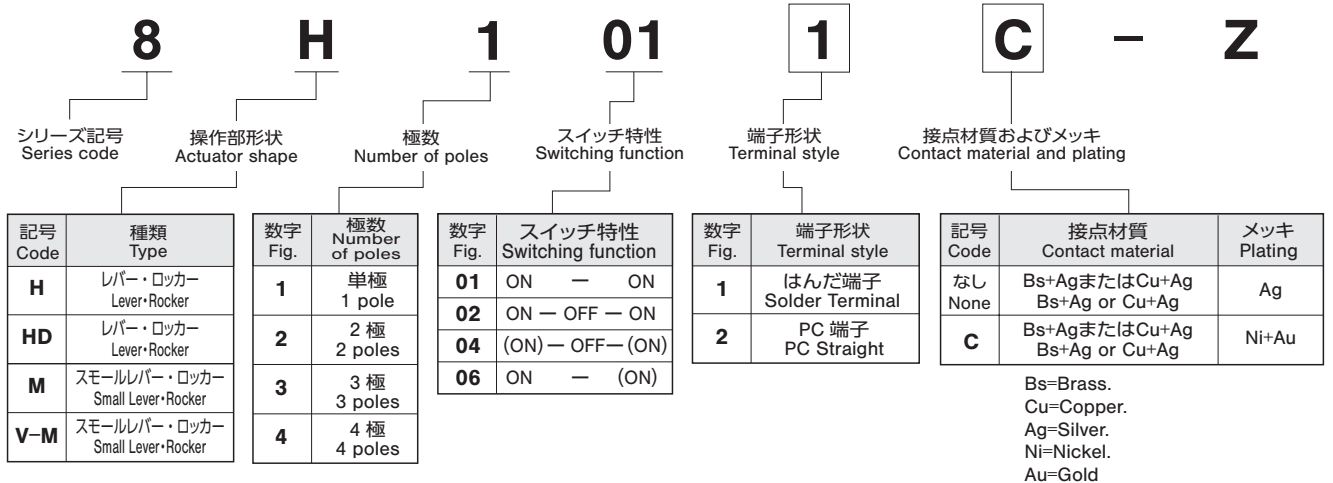 8 H 1 01 1 C – Z
シリーズ記号
Series code
操作部形状
Actuator shape
極数
Number of poles
スイッチ特性
Switching function
端子形状
Terminal style
接点材質およびメッキ
Contact material and plating
記号 種類
Code Type
H レバー・ロッカー
Lever・Rocker
HD レバー・ロッカー
Lever・Rocker
M スモールレバー・ロッカー
Small Lever・Rocker
V–M スモールレバー・ロッカー
Small Lever・Rocker
数字 極数
Fig. Number
of poles
1 単極
1 pole
2 2 極
2 poles
3 3 極
3 poles
4 4 極
4 poles
数字 スイッチ特性
Fig. Switching function
01 ON — ON
02 ON — OFF — ON
04 (ON) — OFF — (ON)
06 ON — (ON)
数字 端子形状
Fig. Terminal style
1 はんだ端子
Solder Terminal
2 PC 端子
PC Straight
記号 接点材質 メッキ
Code Contact material Plating
なし Bs+AgまたはCu+Ag Ag
None Bs+Ag or Cu+Ag
C Bs+AgまたはCu+Ag Ni+Au
Bs+Ag or Cu+Ag
Bs=Brass.
Cu=Copper.
Ag=Silver.
Ni=Nickel.
Au=Gold